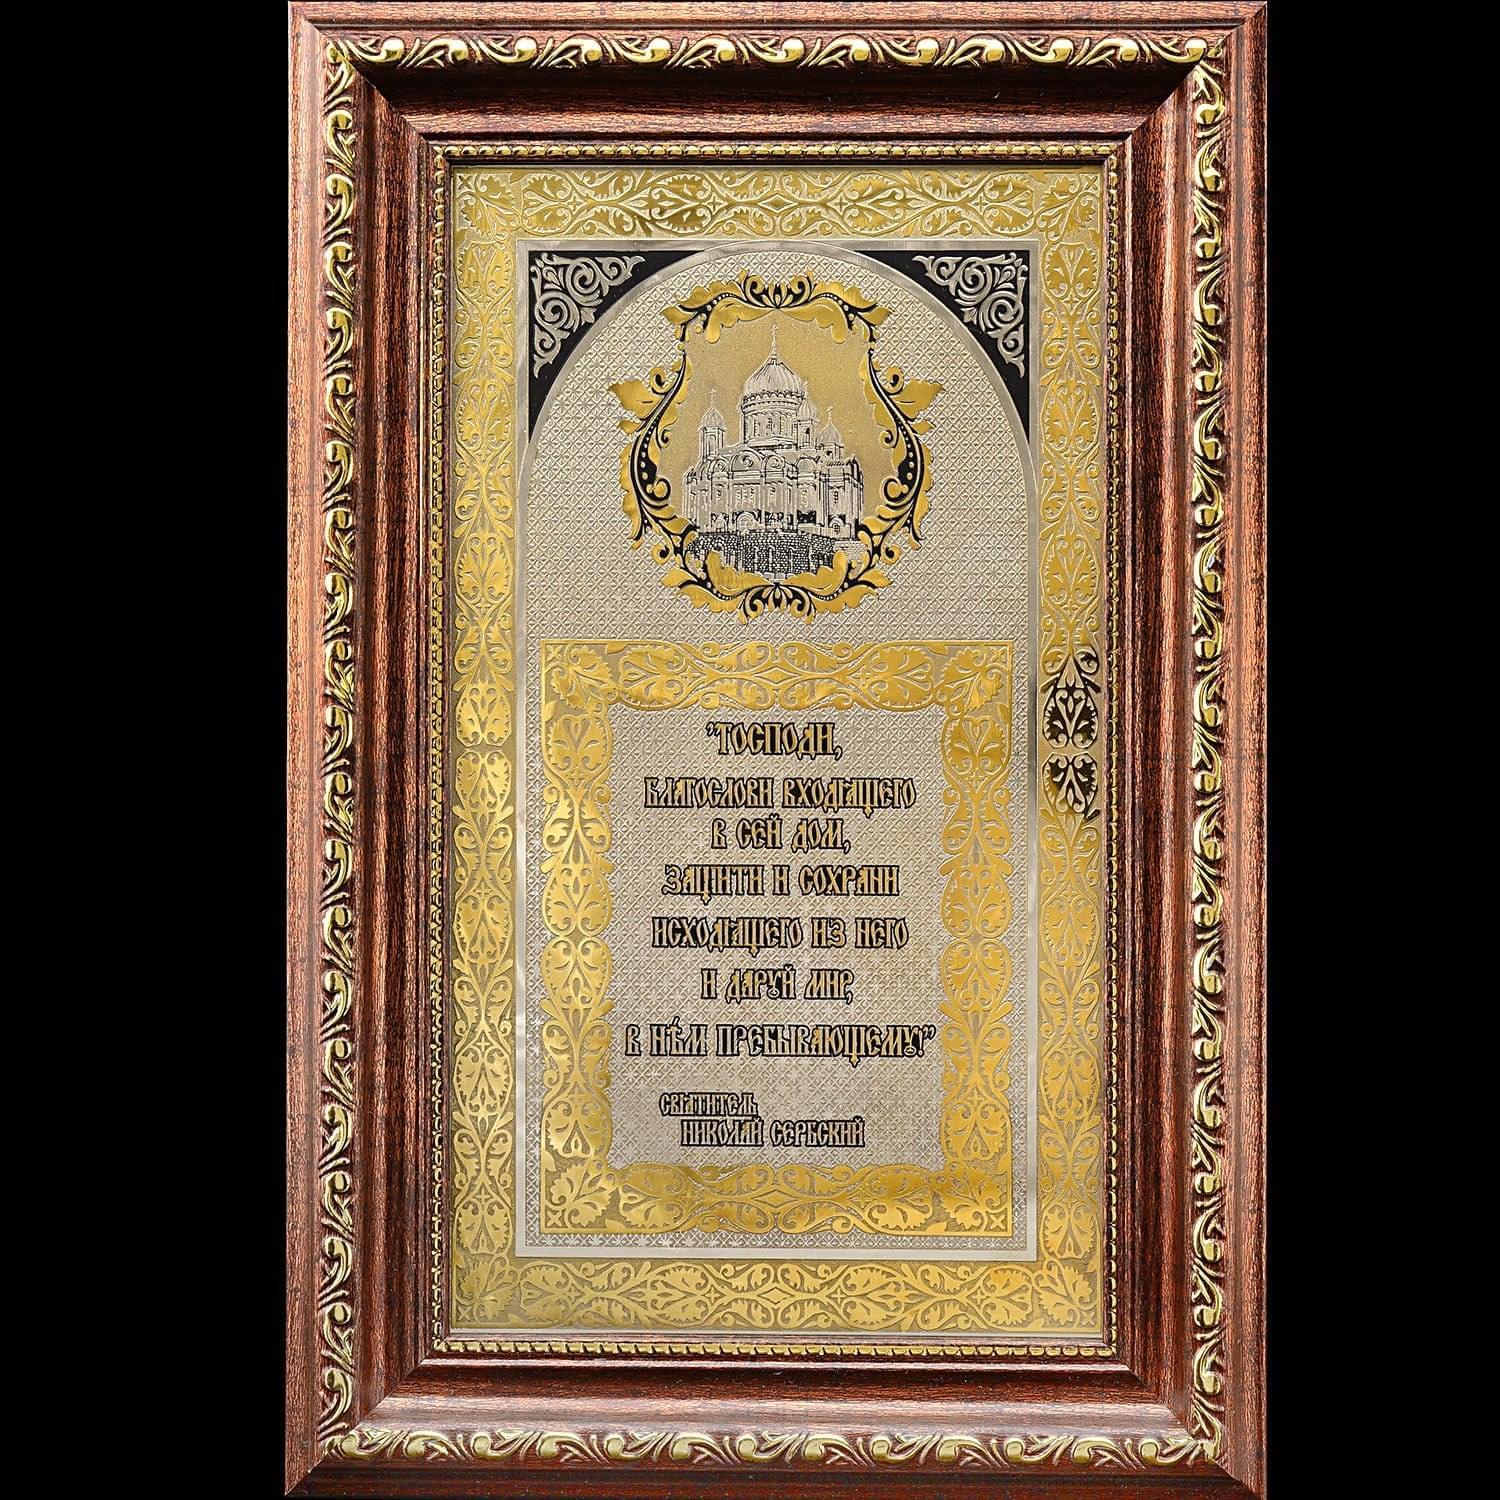 "Господи,
благослови входящего
в сей дом,
защити и сохрани
исходящего из него
и даруй мир,
в нём пребывающему!"
Святитель
Николай Сербский